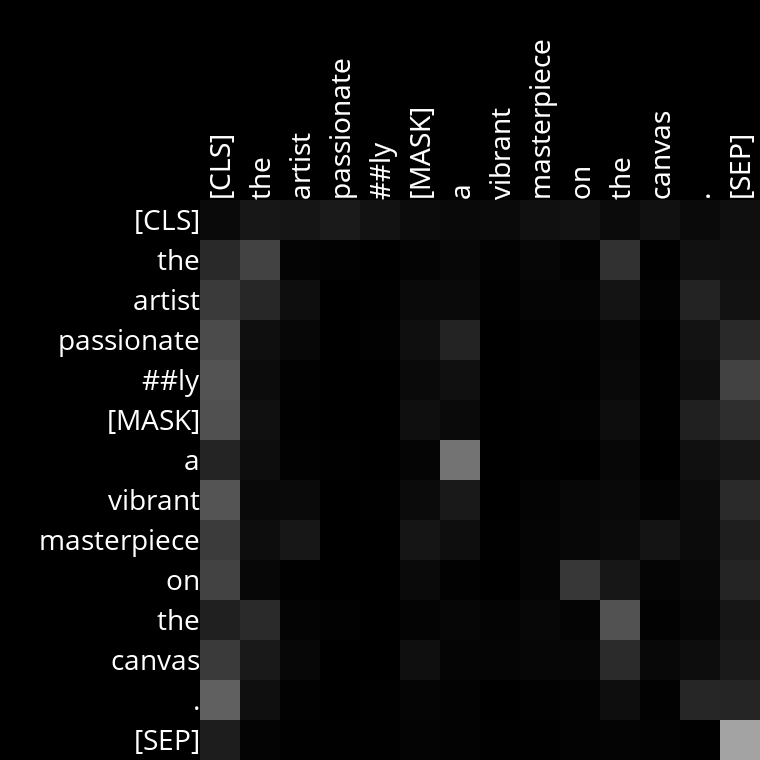 [CLS] the artist passionate ##ly [MASK] a vibrant masterpiece on the canvas . [SEP]
[CLS]
the
artist
passionate
##ly
[MASK]
a
vibrant
masterpiece
on
the
canvas
.
[SEP]